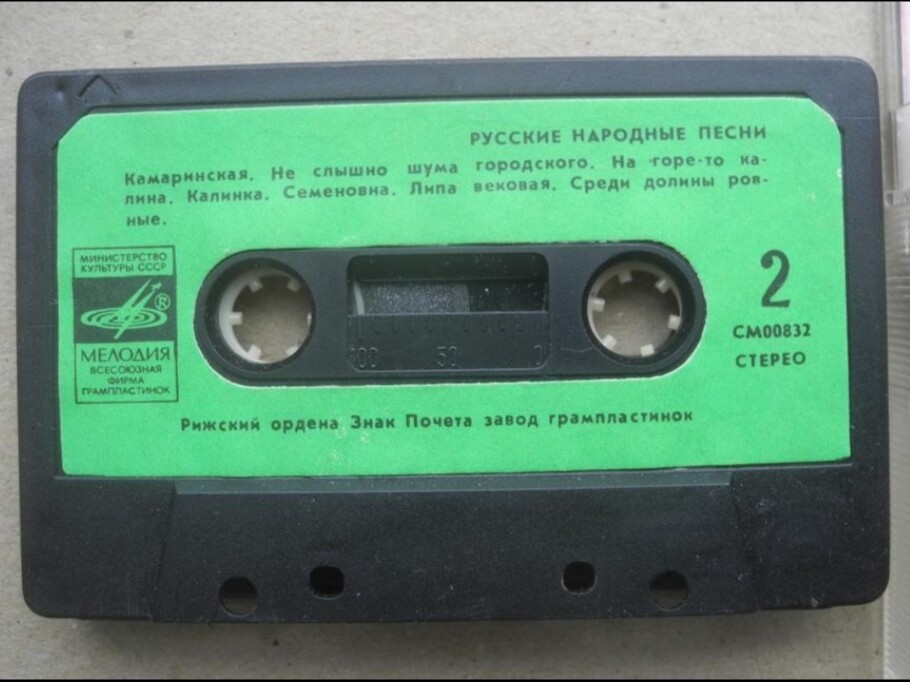 РУССКИЕ НАРОДНЫЕ ПЕСНИ
Камаринская. Не слышно шума городского. На горе-то ка-
лина. Калинка. Семеновна. Липа вековая. Среди долины ров-
ные.
МИНИСТЕРСТВО
КУЛЬТУРЫ СССР
®
МЕЛОДИЯ
ВСЕСОЮЗНАЯ
ФИРМА
ГРАМПЛАСТИНОК
100 50 0
2
СМ00832
СТЕРЕО
Рижский ордена Знак Почета завод грампластинок